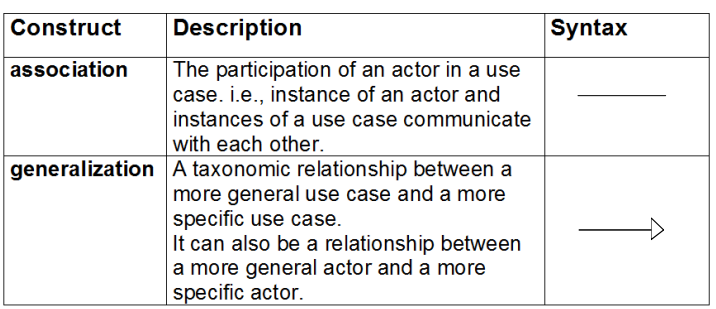 Construct Description Syntax
association The participation of an actor in a use
case. i.e., instance of an actor and
instances of a use case communicate
with each other.
generalization A taxonomic relationship between a
more general use case and a more
specific use case.
It can also be a relationship between
a more general actor and a more
specific actor.